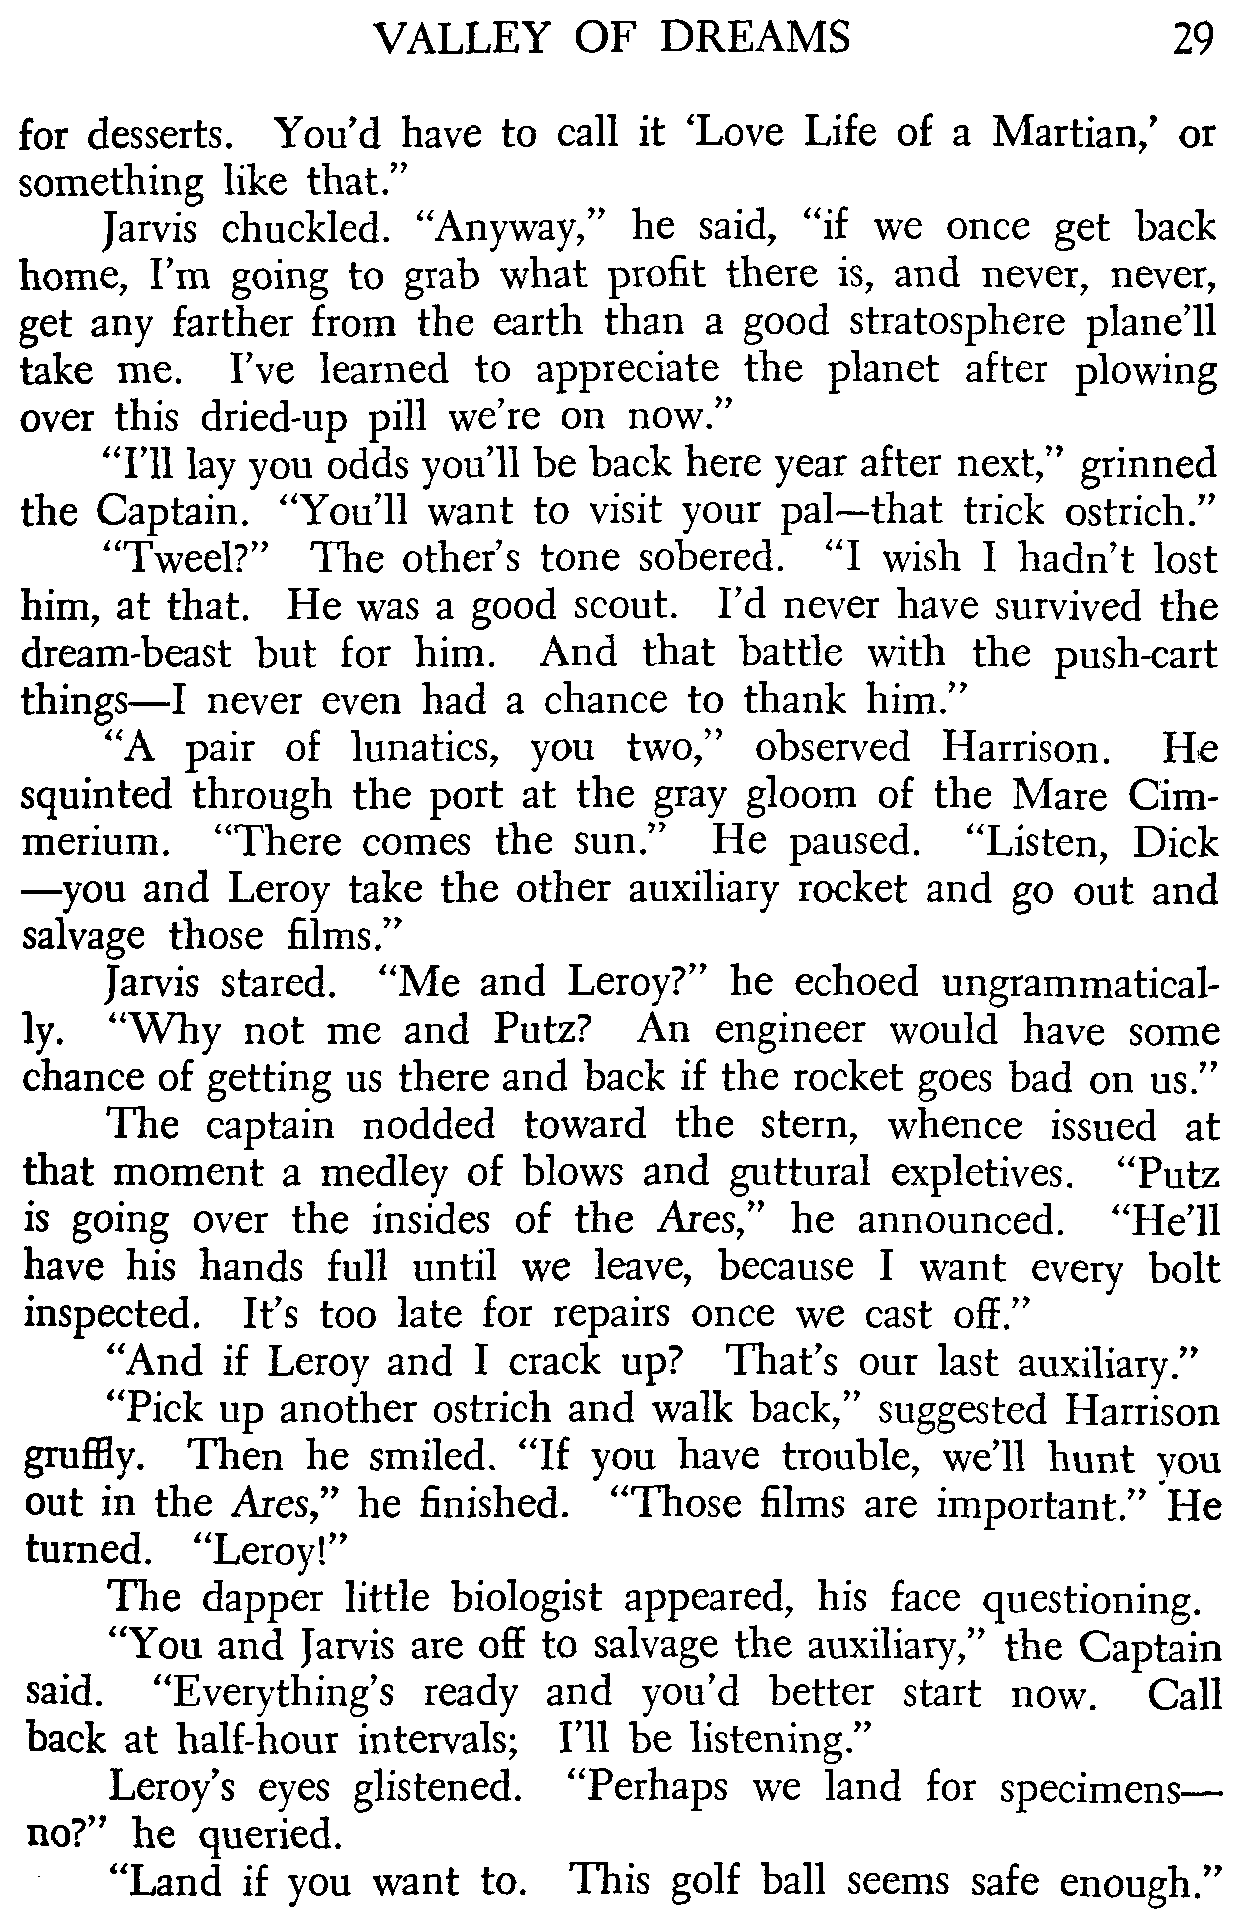 VALLEY OF DREAMS 29
for desserts. You'd have to call it ‘Love Life of a Martian,’ or
something like that.”
Jarvis chuckled. “Anyway,” he said, “if we once get back
home, I'm going to grab what profit there is, and never, never,
get any farther from the earth than a good stratosphere plane'll
take me. I've learned to appreciate the planet after plowing
over this dried-up pill we're on now.”
“I'll lay you odds you'll be back here year after next,” grinned
the Captain. “You'll want to visit your pal—that trick ostrich.”
“Tweel?” The other's tone sobered. “I wish I hadn't lost
him, at that. He was a good scout. I'd never have survived the
dream-beast but for him. And that battle with the push-cart
things—I never even had a chance to thank him.”
“A pair of lunatics, you two,” observed Harrison. He
squinted through the port at the gray gloom of the Mare Cim-
merium. “There comes the sun.” He paused. “Listen, Dick
—you and Leroy take the other auxiliary rocket and go out and
salvage those films.”
Jarvis stared. “Me and Leroy?” he echoed ungrammatical-
ly. “Why not me and Putz? An engineer would have some
chance of getting us there and back if the rocket goes bad on us.”
The captain nodded toward the stern, whence issued at
that moment a medley of blows and guttural expletives. “Putz
is going over the insides of the Ares,” he announced. “He'll
have his hands full until we leave, because I want every bolt
inspected. It's too late for repairs once we cast off.”
“And if Leroy and I crack up? That's our last auxiliary.”
“Pick up another ostrich and walk back,” suggested Harrison
gruffly. Then he smiled. “If you have trouble, we'll hunt you
out in the Ares,” he finished. “Those films are important.” He
turned. “Leroy!”
The dapper little biologist appeared, his face questioning.
“You and Jarvis are off to salvage the auxiliary,” the Captain
said. “Everything's ready and you'd better start now. Call
back at half-hour intervals; I'll be listening.”
Leroy's eyes glistened. “Perhaps we land for specimens—
no?” he queried.
“Land if you want to. This golf ball seems safe enough.”